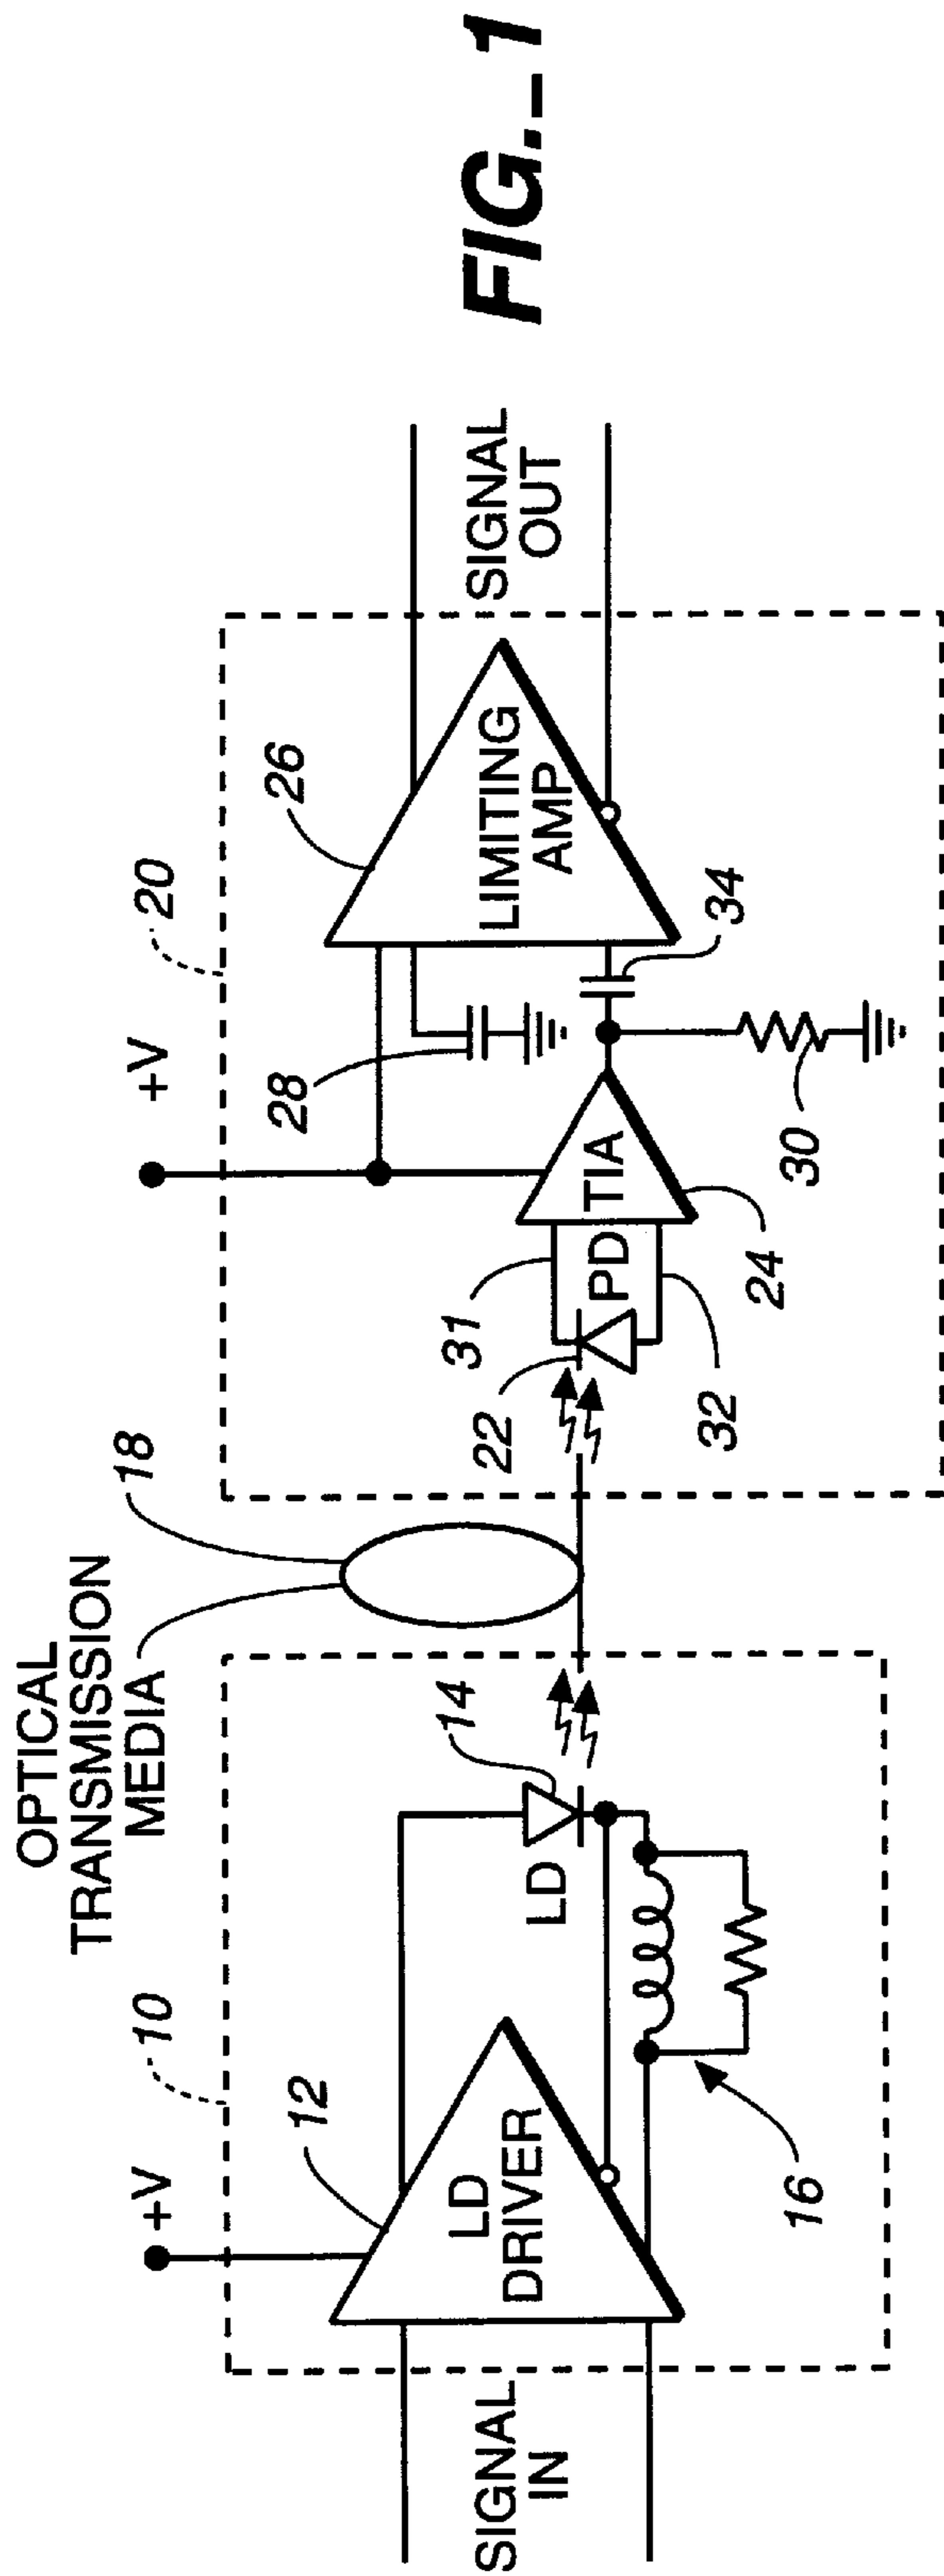 OPTICAL
TRANSMISSION
MEDIA
18
+V
10
12
LD
DRIVER
SIGNAL
IN
LD
14
16
+V
20
26
28
LIMITING
AMP
SIGNAL
OUT
31
22
PD
TIA
32
24
30
34
FIG._1